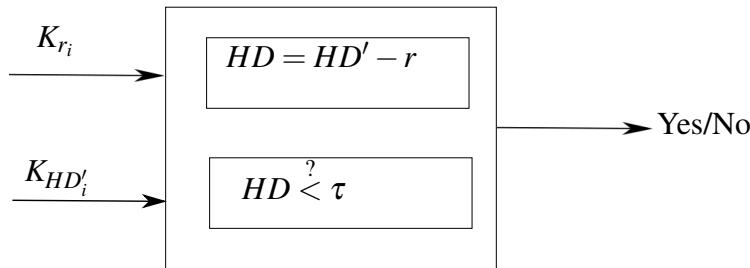 K_{r_i}
HD = HD′ − r
Yes/No
K_{HD′_i}
HD <^? τ